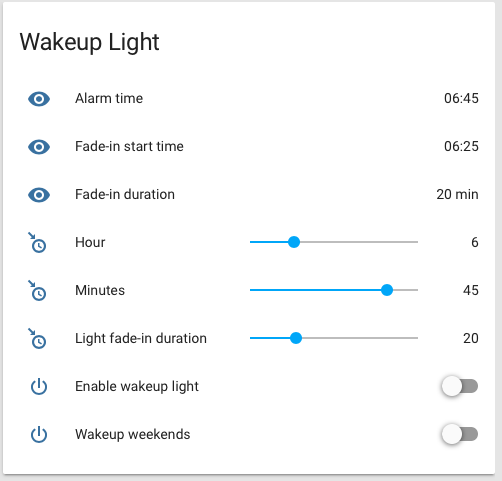 Wakeup Light
Alarm time 06:45
Fade-in start time 06:25
Fade-in duration 20 min
Hour 6
Minutes 45
Light fade-in duration 20
Enable wakeup light
Wakeup weekends